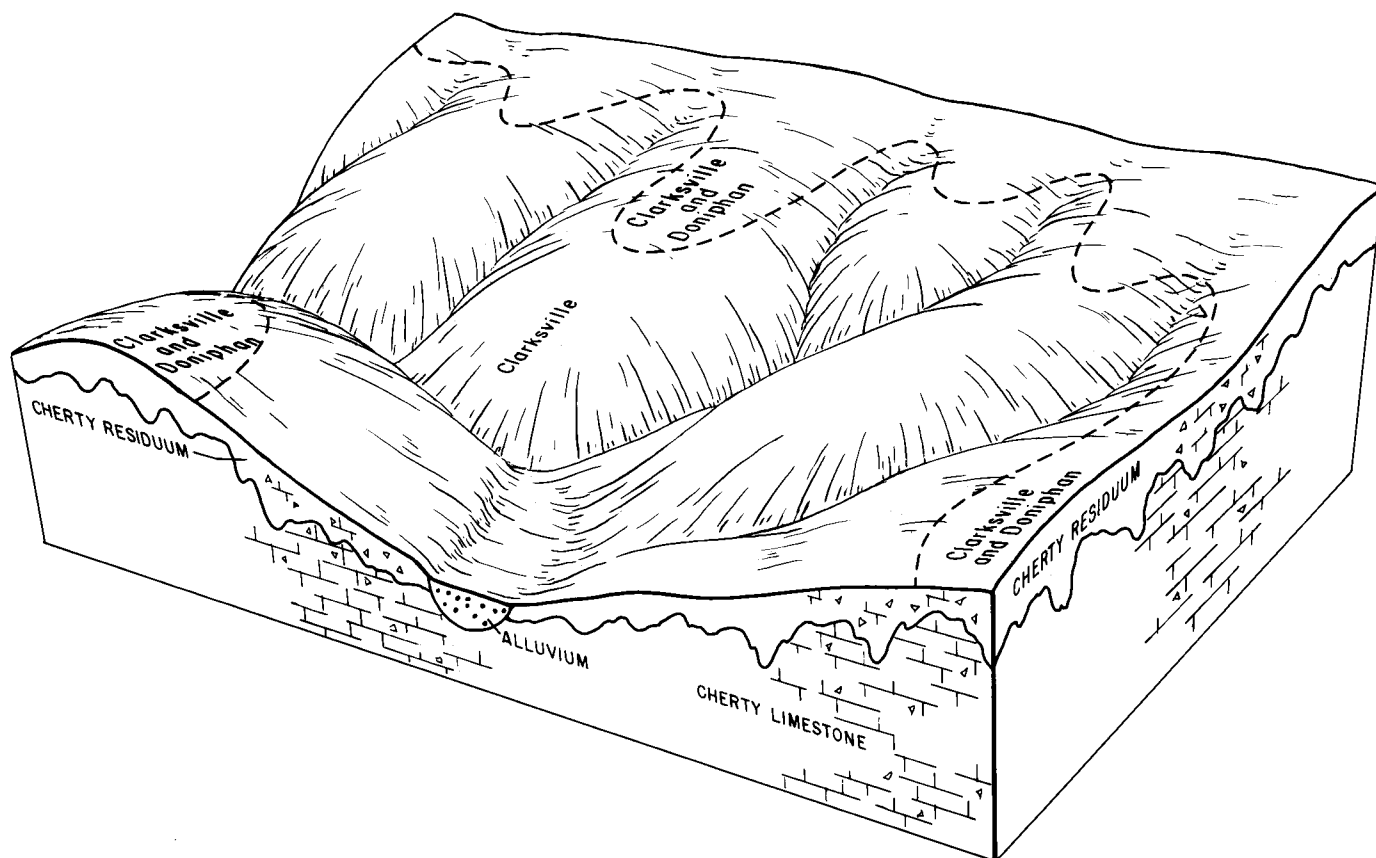 Clarksville
and
Doniphan
Clarksville
and
Doniphan
Clarksville
CHERTY RESIDUUM
Clarksville
and Doniphan
CHERTY RESIDUUM
ALLUVIUM
CHERTY LIMESTONE